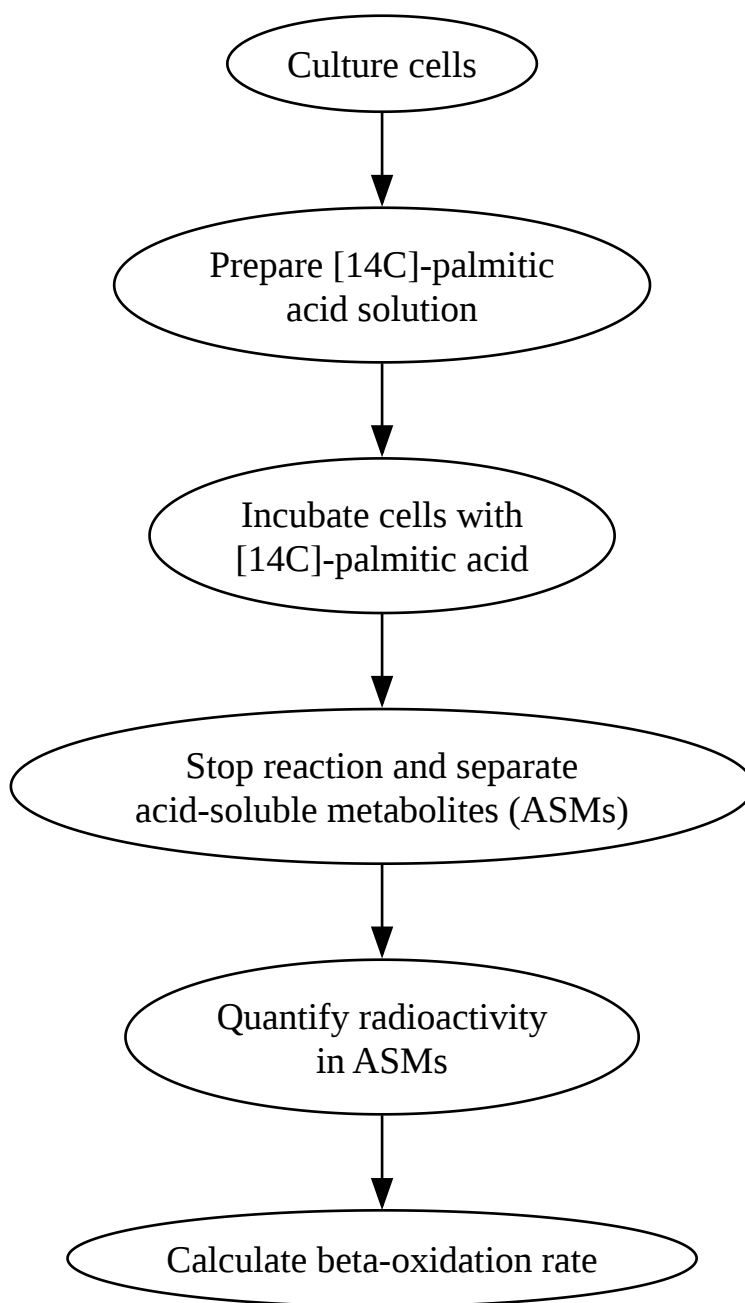 Culture cells
Prepare [14C]-palmitic
acid solution
Incubate cells with
[14C]-palmitic acid
Stop reaction and separate
acid-soluble metabolites (ASMs)
Quantify radioactivity
in ASMs
Calculate beta-oxidation rate